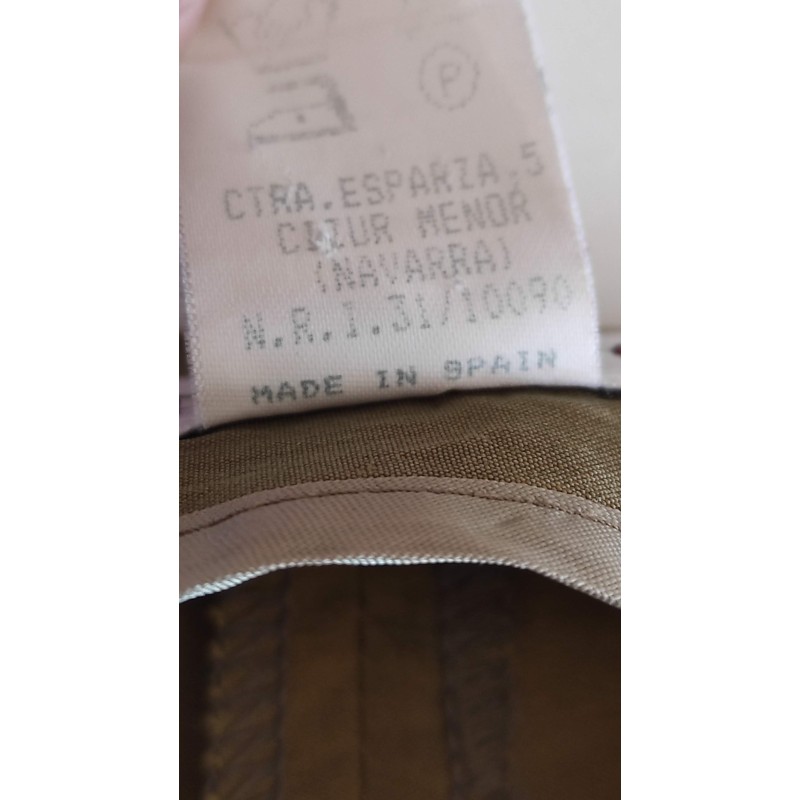 P
CTRA.ESPARZA,5
CIZUR MENOR
(NAVARRA)
N.R.I.31/10090
MADE IN SPAIN